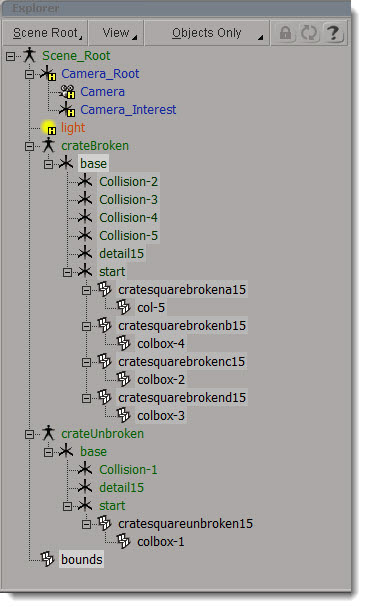 Explorer
Scene Root View Objects Only ?
Scene_Root
Camera_Root
H Camera
Camera_Interest
light
crateBroken
base
Collision-2
Collision-3
Collision-4
Collision-5
detail15
start
cratesquarebrokena15
col-5
cratesquarebrokenb15
colbox-4
cratesquarebrokenc15
colbox-2
cratesquarebrokend15
colbox-3
crateUnbroken
base
Collision-1
detail15
start
cratesquareunbroken15
colbox-1
bounds